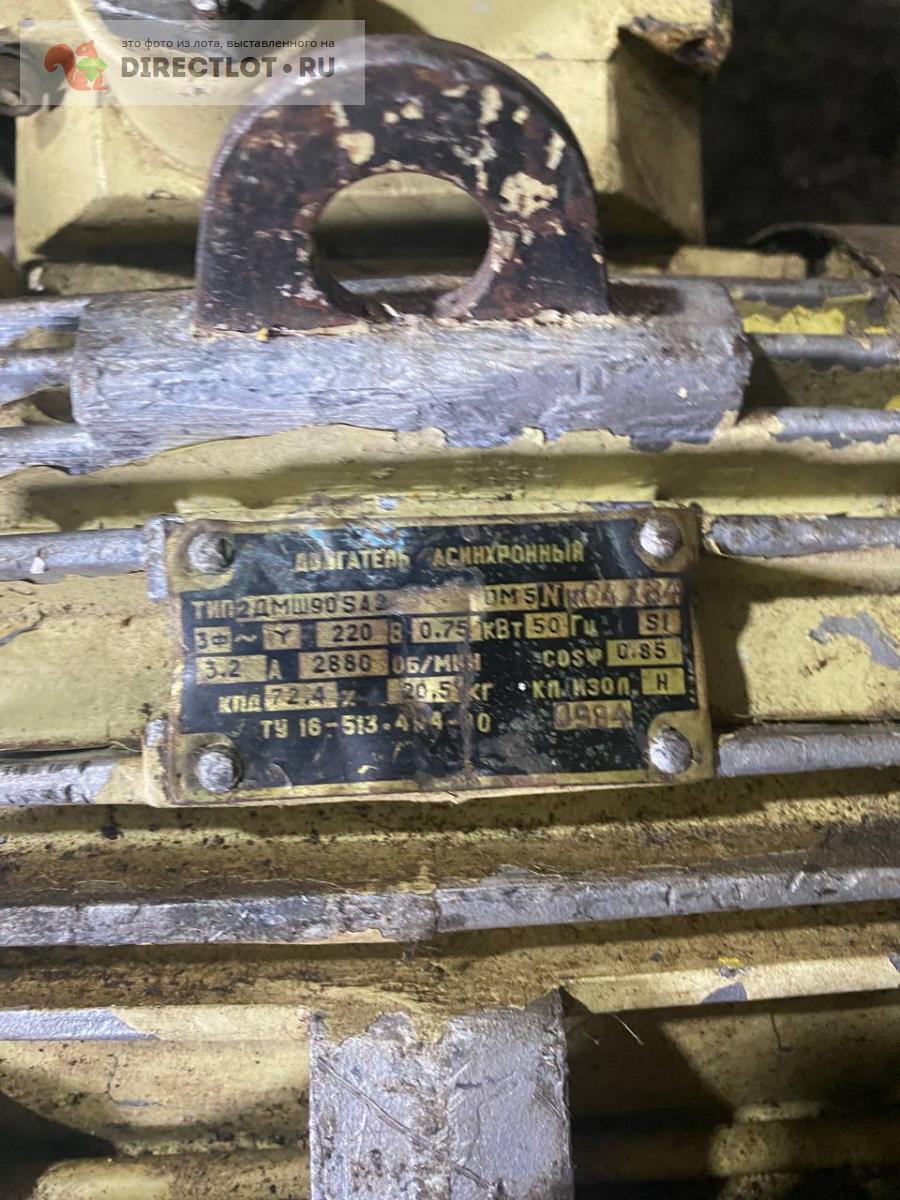 это фото из лота, выставленного на
DIRECTLOT.RU
ДВИГАТЕЛЬ АСИНХРОННЫЙ
ТИП 2ДМШ90SA2 ОМ5 N
3Ф ~ Y 220 В 0.75 КВТ 50 ГЦ S1
3.2 А 2880 ОБ/МИН COSφ 0.85
КПД 72.4 % 20.5 КГ КЛ. ИЗОЛ. Н
ТУ 16-513. 1984